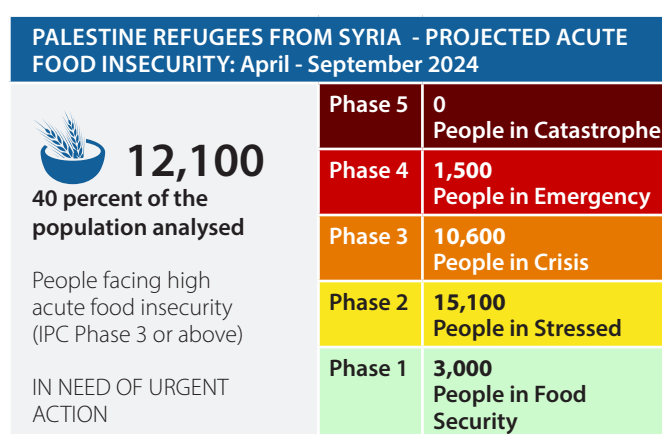 PALESTINE REFUGEES FROM SYRIA - PROJECTED ACUTE
FOOD INSECURITY: April - September 2024
12,100
40 percent of the
population analysed
People facing high
acute food insecurity
(IPC Phase 3 or above)
IN NEED OF URGENT
ACTION
Phase 5
0
People in Catastrophe
Phase 4
1,500
People in Emergency
Phase 3
10,600
People in Crisis
Phase 2
15,100
People in Stressed
Phase 1
3,000
People in Food
Security